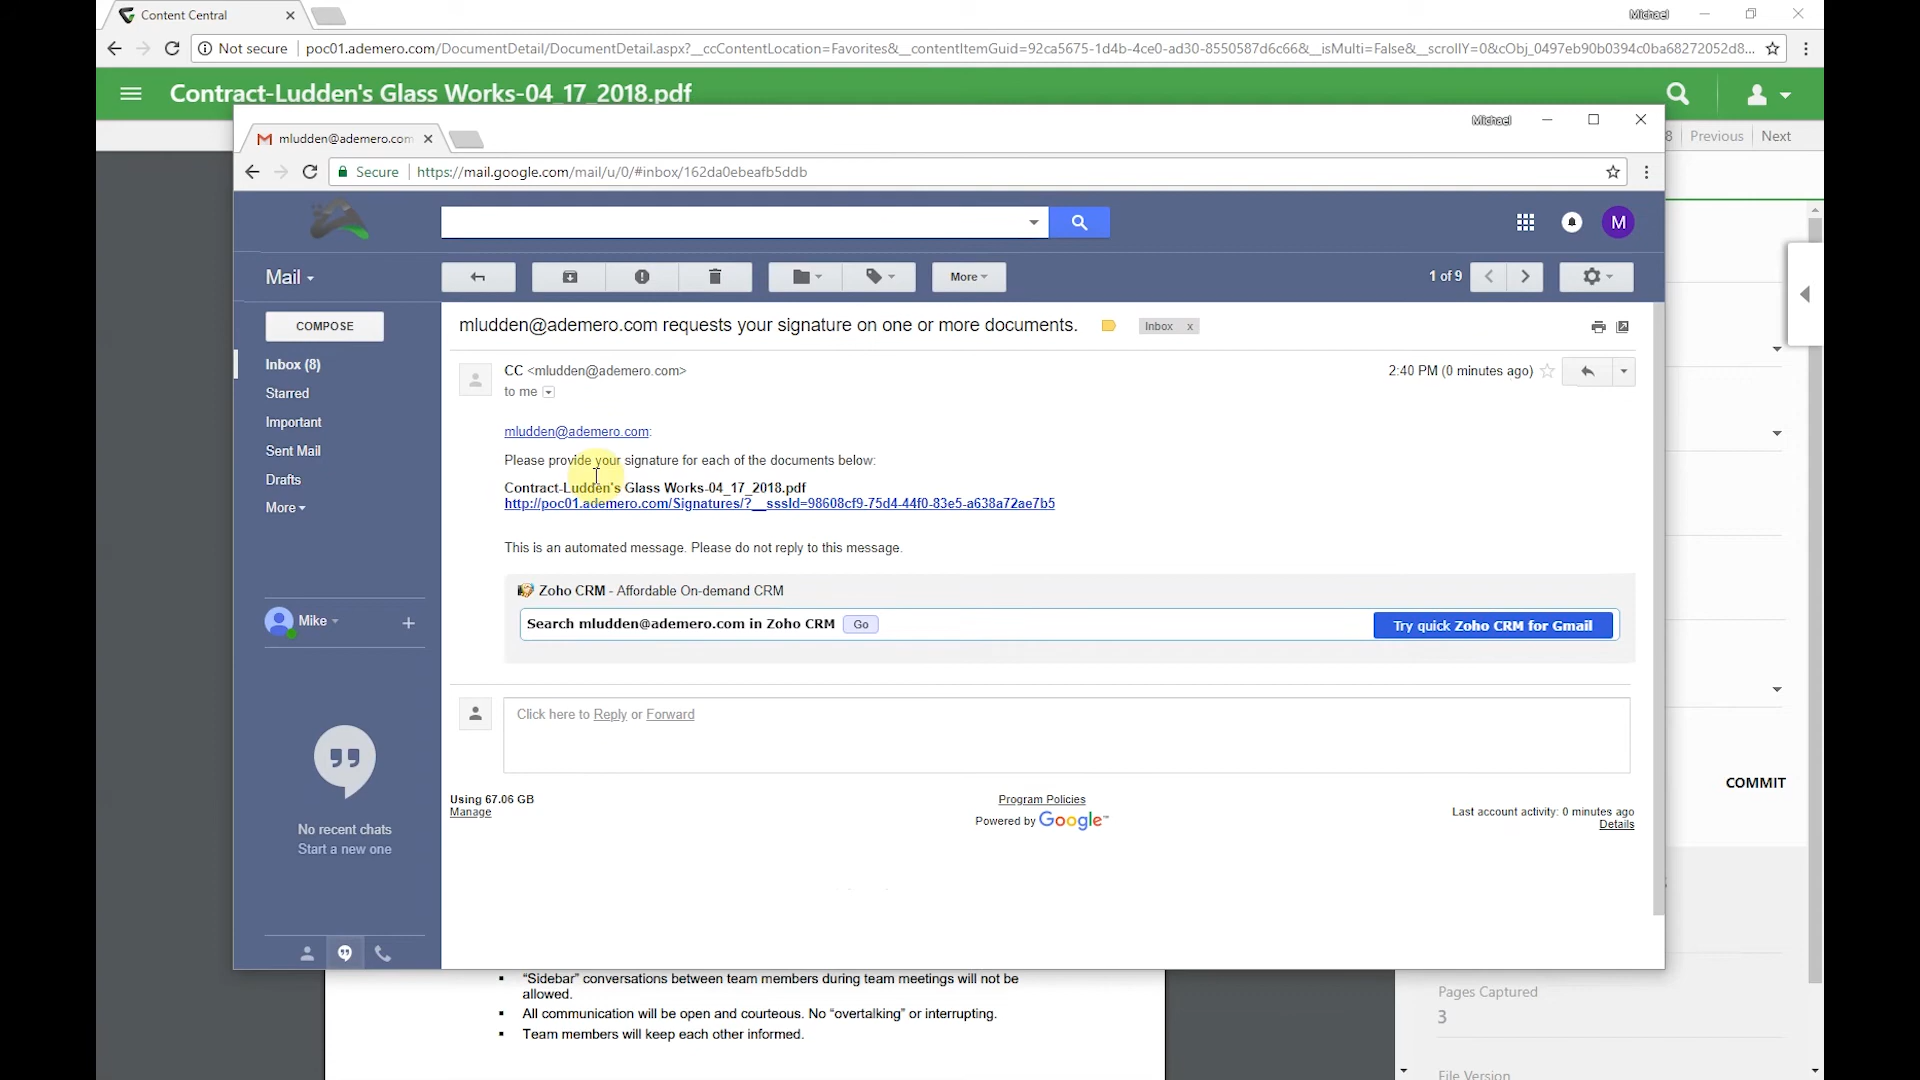 Content Central
Michael
Not secure | poc01.ademero.com/DocumentDetail/DocumentDetail.aspx?__ccContentLocation=Favorites&__contentItemGuid=92ca5675-1d4b-4ce0-ad30-8550587d6c66&__isMulti=False&__scrollY=0&cObj_0497eb90b0394c0ba68272052d8...
Contract-Ludden's Glass Works-04_17_2018.pdf
8 Previous Next
mludden@ademero.com
Michael
Secure | https://mail.google.com/mail/u/0/#inbox/162da0ebeafb5ddb
M
Mail
More
1 of 9
COMPOSE
Inbox (8)
Starred
Important
Sent Mail
Drafts
More
Mike
No recent chats
Start a new one
mludden@ademero.com requests your signature on one or more documents.
Inbox x
CC <mludden@ademero.com>
2:40 PM (0 minutes ago)
to me
mludden@ademero.com:
Please provide your signature for each of the documents below:
Contract-Ludden's Glass Works-04_17_2018.pdf
http://poc01.ademero.com/Signatures/?__sssId=98608cf9-75d4-44f0-83e5-a638a72ae7b5
This is an automated message. Please do not reply to this message.
Zoho CRM - Affordable On-demand CRM
Search mludden@ademero.com in Zoho CRM Go
Try quick Zoho CRM for Gmail
Click here to Reply or Forward
Using 67.06 GB
Manage
Program Policies
Powered by Google™
Last account activity: 0 minutes ago
Details
COMMIT
▪ “Sidebar” conversations between team members during team meetings will not be
allowed.
▪ All communication will be open and courteous. No “overtalking” or interrupting.
▪ Team members will keep each other informed.
Pages Captured
3
File Version